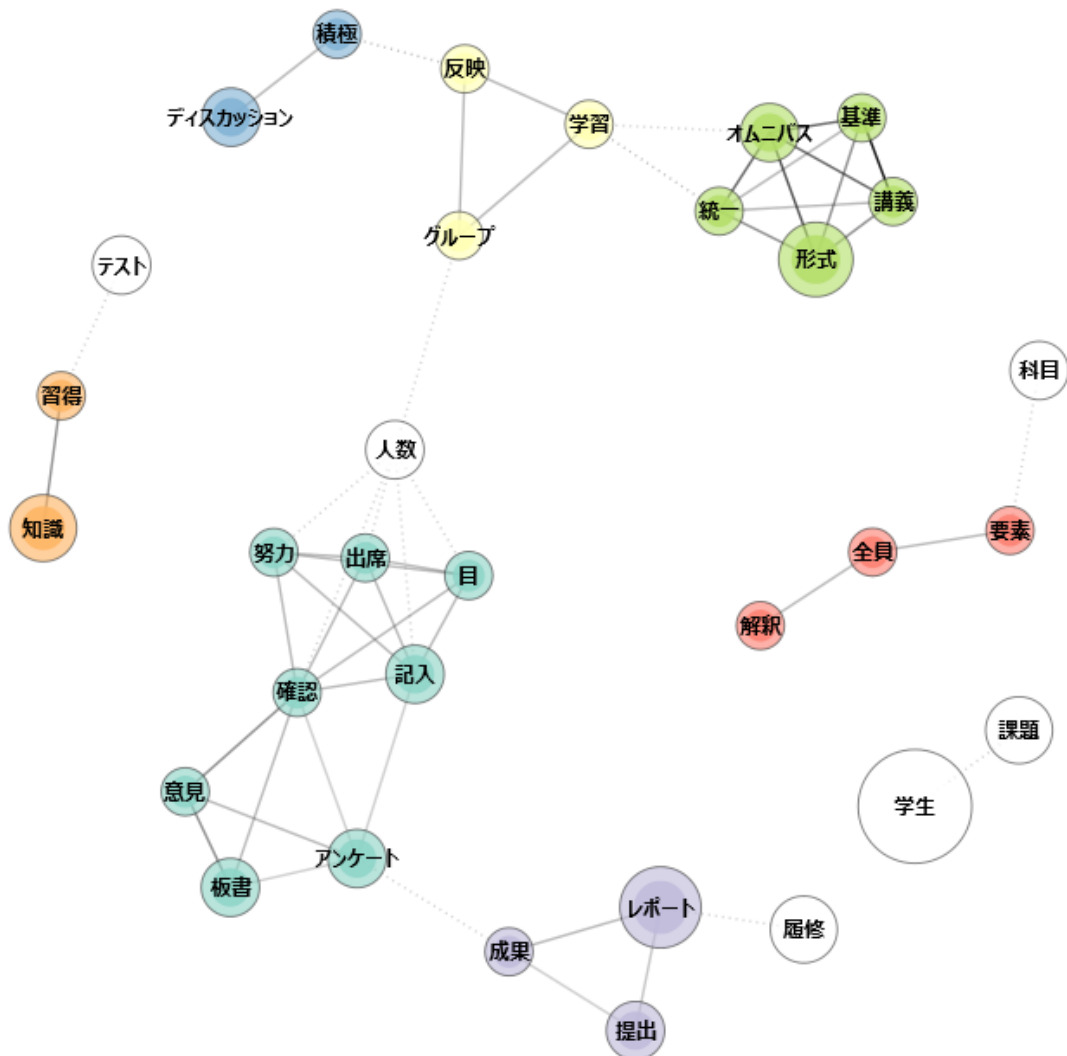 積極
反映
ディスカッション
学習
オムニバス
基準
統一
講義
グループ
形式
テスト
科目
習得
人数
知識
努力
出席
目
全員
要素
解釈
確認
記入
課題
意見
学生
アンケート
板書
レポート
履修
成果
提出